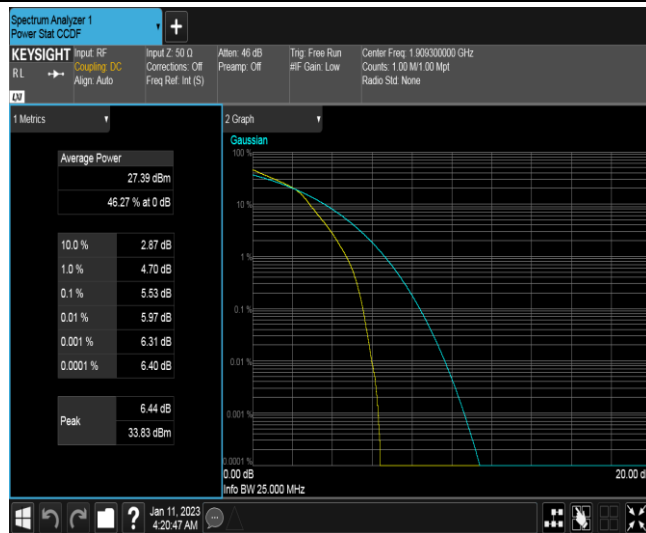 Spectrum Analyzer 1
Power Stat CCDF
+
KEYSIGHT
RL
Input: RF
Coupling: DC
Align: Auto
Input Z: 50 Ω
Corrections: Off
Freq Ref: Int (S)
Atten: 46 dB
Preamp: Off
Trig: Free Run
#IF Gain: Low
Center Freq: 1.909300000 GHz
Counts: 1.00 M/1.00 Mpt
Radio Std: None
LXI
1 Metrics
Average Power
27.39 dBm
46.27 % at 0 dB
10.0 % 2.87 dB
1.0 % 4.70 dB
0.1 % 5.53 dB
0.01 % 5.97 dB
0.001 % 6.31 dB
0.0001 % 6.40 dB
Peak
6.44 dB
33.83 dBm
2 Graph
Gaussian
100 %
10 %
1 %
0.1 %
0.01 %
0.001 %
0.0001 %
0.00 dB
20.00 d
Info BW 25.000 MHz
?
Jan 11, 2023
4:20:47 AM